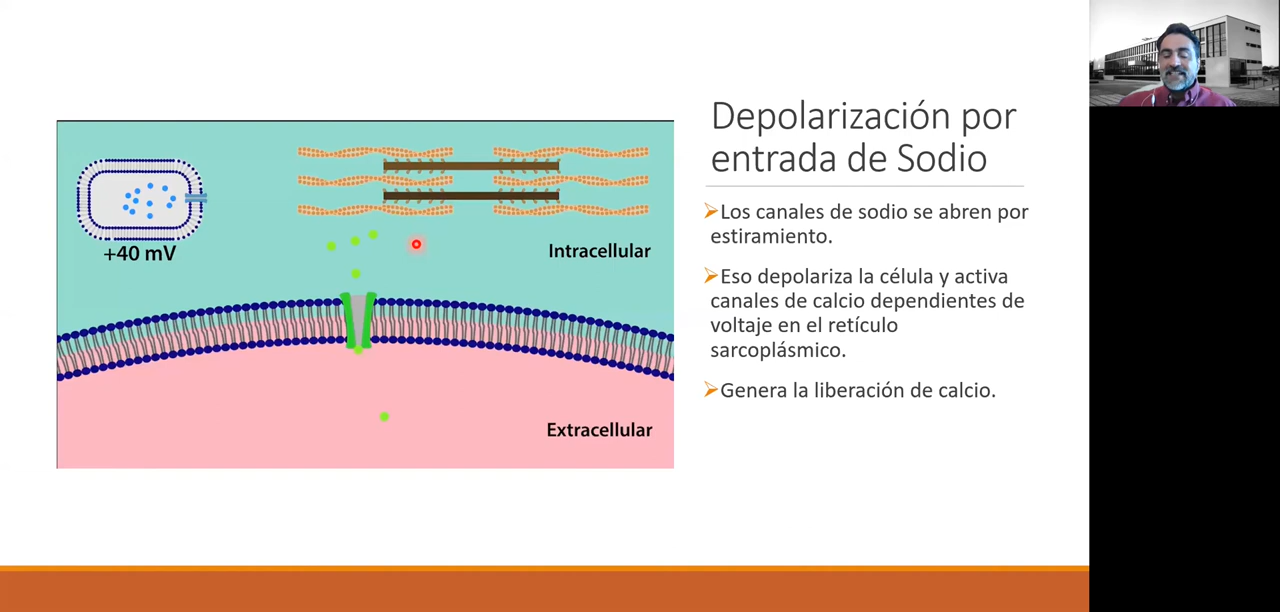 Depolarización por
entrada de Sodio
Los canales de sodio se abren por
estiramiento.
Eso depolariza la célula y activa
canales de calcio dependientes de
voltaje en el retículo
sarcoplásmico.
Genera la liberación de calcio.
+40 mV
Intracellular
Extracellular